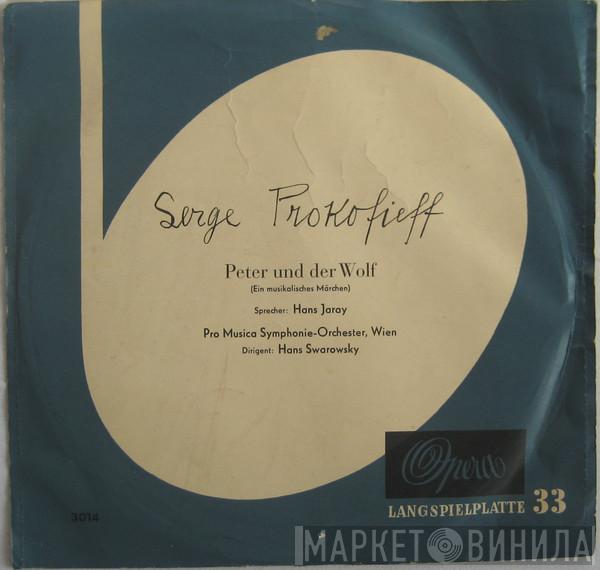 Serge Prokofieff
Peter und der Wolf
(Ein musikalisches Märchen)
Sprecher: Hans Jaray
Pro Musica Symphonie-Orchester, Wien
Dirigent: Hans Swarowsky
Opera
LANGSPIELPLATTE 33
3014
МАРКЕТ ВИНИЛА